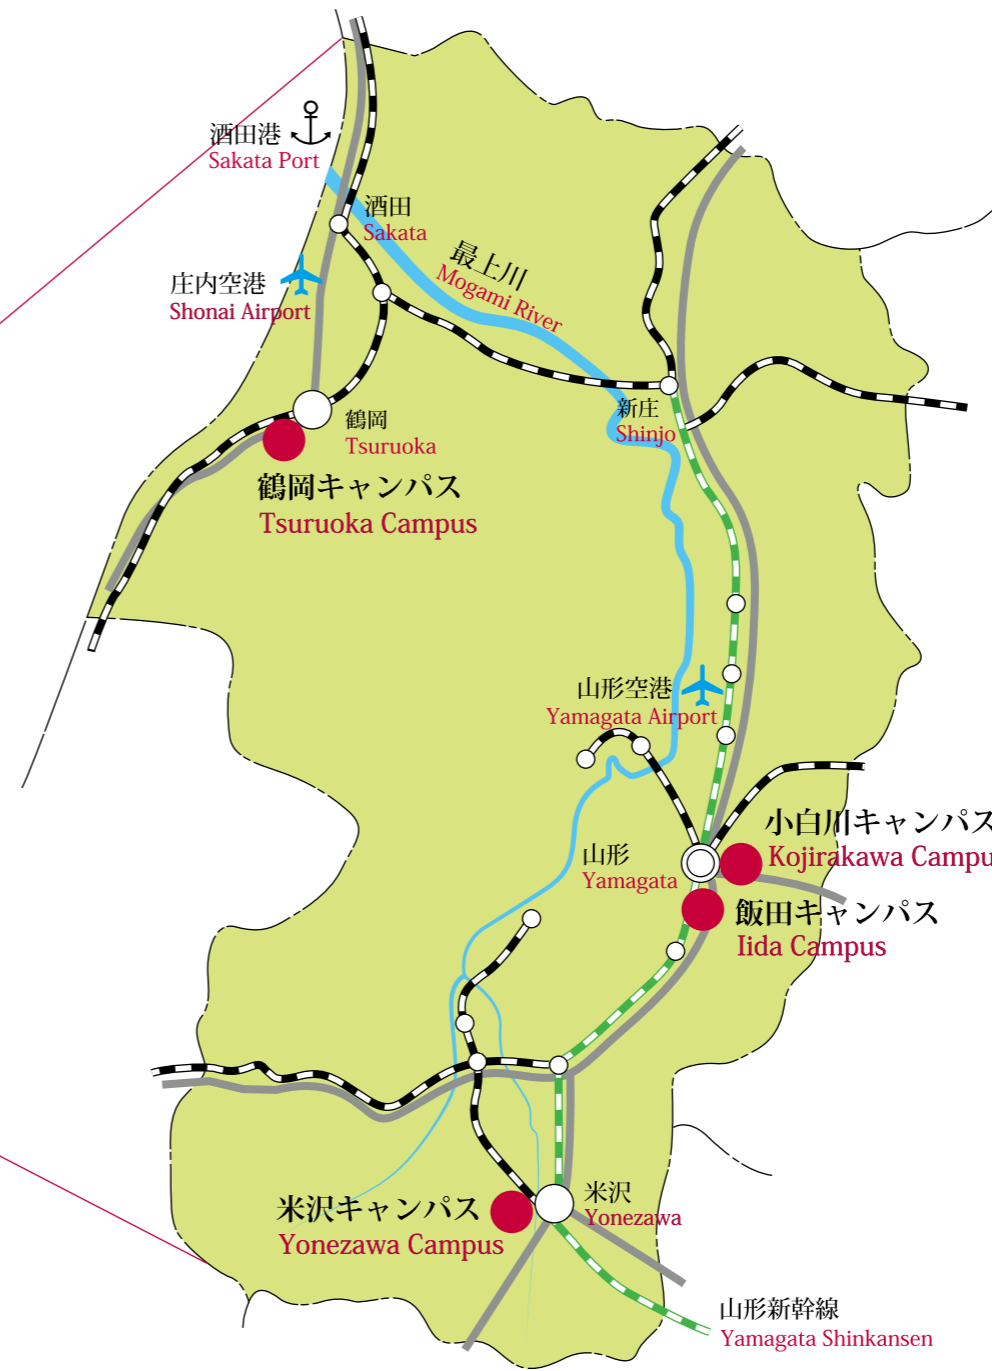 酒田港
Sakata Port
酒田
Sakata
最上川
Mogami River
庄内空港
Shonai Airport
鶴岡
Tsuruoka
新庄
Shinjo
鶴岡キャンパス
Tsuruoka Campus
山形空港
Yamagata Airport
小白川キャンパス
Kojirakawa Campu
山形
Yamagata
飯田キャンパス
Iida Campus
米沢
Yonezawa
米沢キャンパス
Yonezawa Campus
山形新幹線
Yamagata Shinkansen